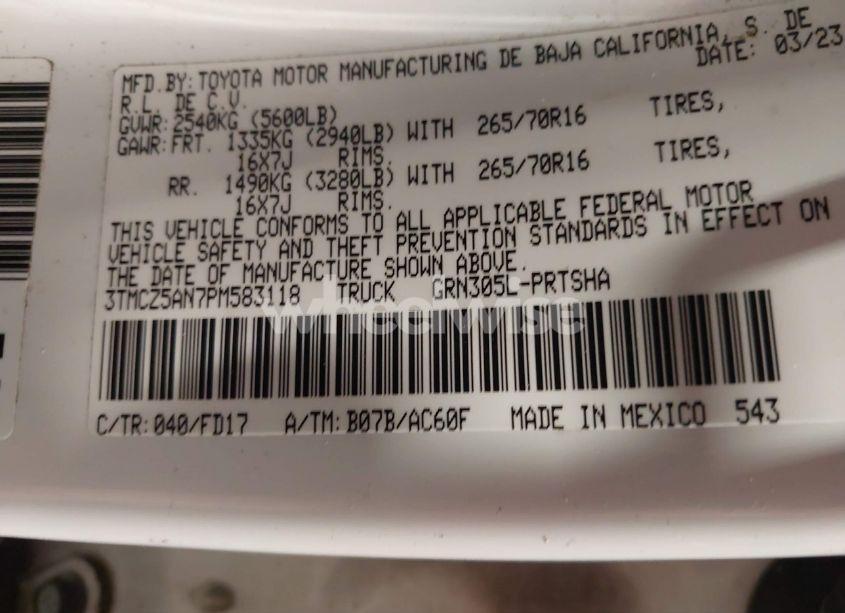 MFD.BY:TOYOTA MOTOR MANUFACTURING DE BAJA CALIFORNIA, S. DE
R.L. DE C.V. DATE: 03/23
GVWR:2540KG (5600LB)
GAWR:FRT. 1335KG (2940LB) WITH 265/70R16 TIRES,
16X7J RIMS.
RR. 1490KG (3280LB) WITH 265/70R16 TIRES,
16X7J RIMS.
THIS VEHICLE CONFORMS TO ALL APPLICABLE FEDERAL MOTOR
VEHICLE SAFETY AND THEFT PREVENTION STANDARDS IN EFFECT ON
THE DATE OF MANUFACTURE SHOWN ABOVE.
3TMCZ5AN7PM583118 TRUCK GRN305L-PRTSHA
wheelwise
C/TR:040/FD17 A/TM:B07B/AC60F MADE IN MEXICO 543